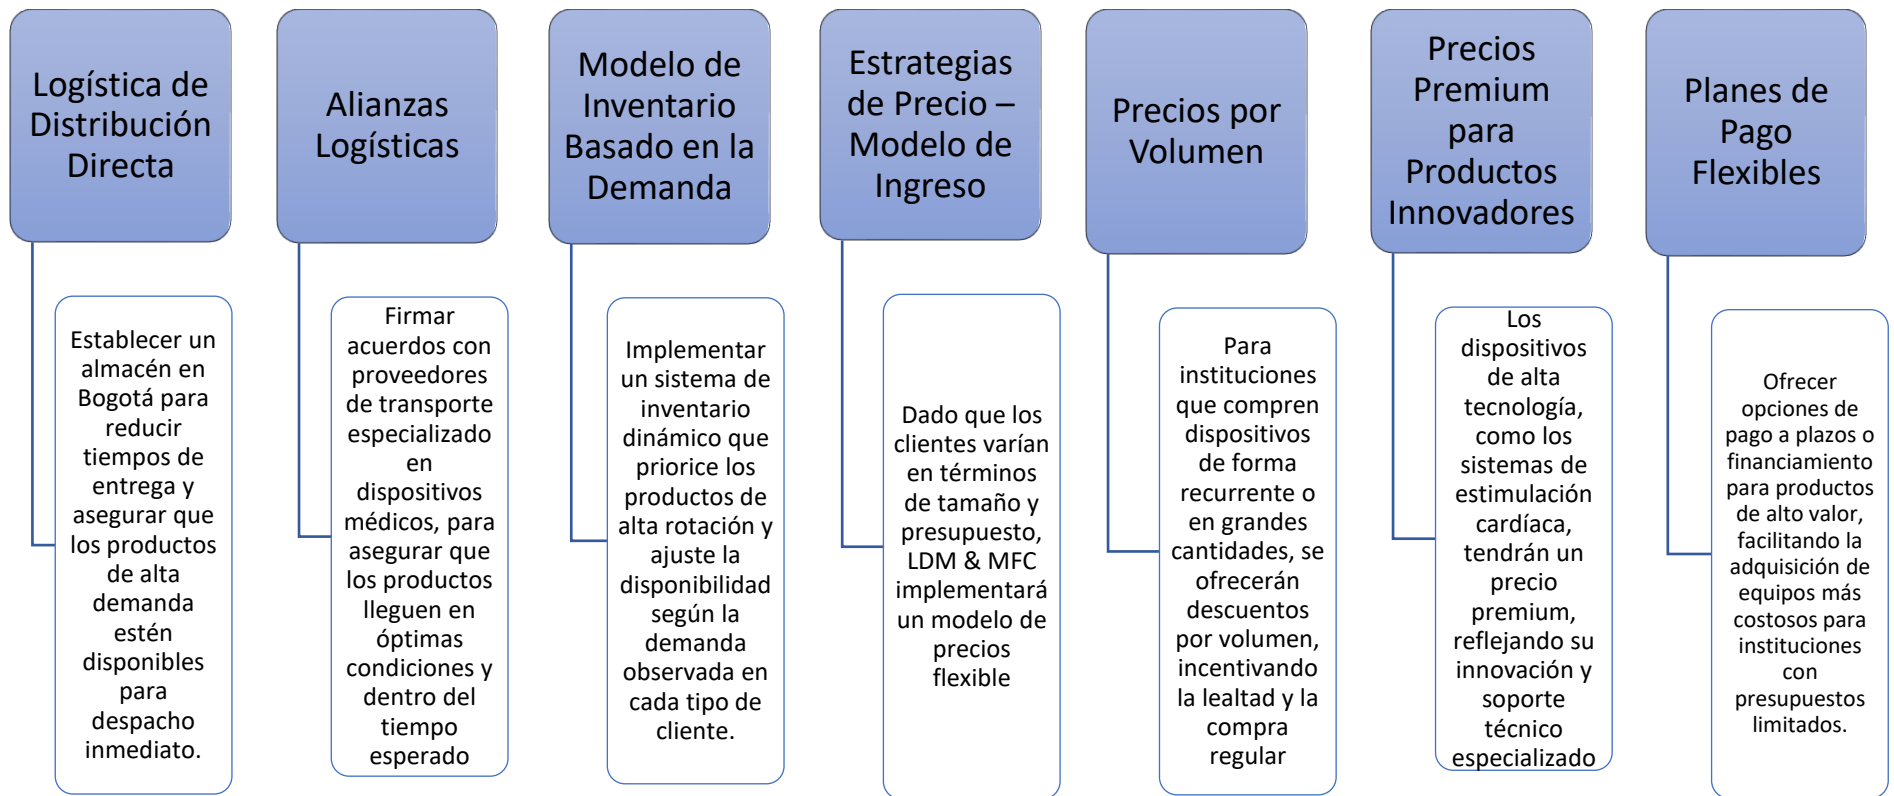 Logística de
Distribución
Directa
Establecer un
almacén en
Bogotá para
reducir
tiempos de
entrega y
asegurar que
los productos
de alta
demanda
estén
disponibles
para
despacho
inmediato.
Alianzas
Logísticas
Firmar
acuerdos con
proveedores
de transporte
especializado
en
dispositivos
médicos, para
asegurar que
los productos
lleguen en
óptimas
condiciones y
dentro del
tiempo
esperado
Modelo de
Inventario
Basado en la
Demanda
Implementar
un sistema de
inventario
dinámico que
priorice los
productos de
alta rotación y
ajuste la
disponibilidad
según la
demanda
observada en
cada tipo de
cliente.
Estrategias
de Precio –
Modelo de
Ingreso
Dado que los
clientes varían
en términos
de tamaño y
presupuesto,
LDM & MFC
implementará
un modelo de
precios
flexible
Precios por
Volumen
Para
instituciones
que compren
dispositivos
de forma
recurrente o
en grandes
cantidades, se
ofrecerán
descuentos
por volumen,
incentivando
la lealtad y la
compra
regular
Precios
Premium
para
Productos
Innovadores
Los
dispositivos
de alta
tecnología,
como los
sistemas de
estimulación
cardíaca,
tendrán un
precio
premium,
reflejando su
innovación y
soporte
técnico
especializado
Planes de
Pago
Flexibles
Ofrecer
opciones de
pago a plazos o
financiamiento
para productos
de alto valor,
facilitando la
adquisición de
equipos más
costosos para
instituciones
con
presupuestos
limitados.